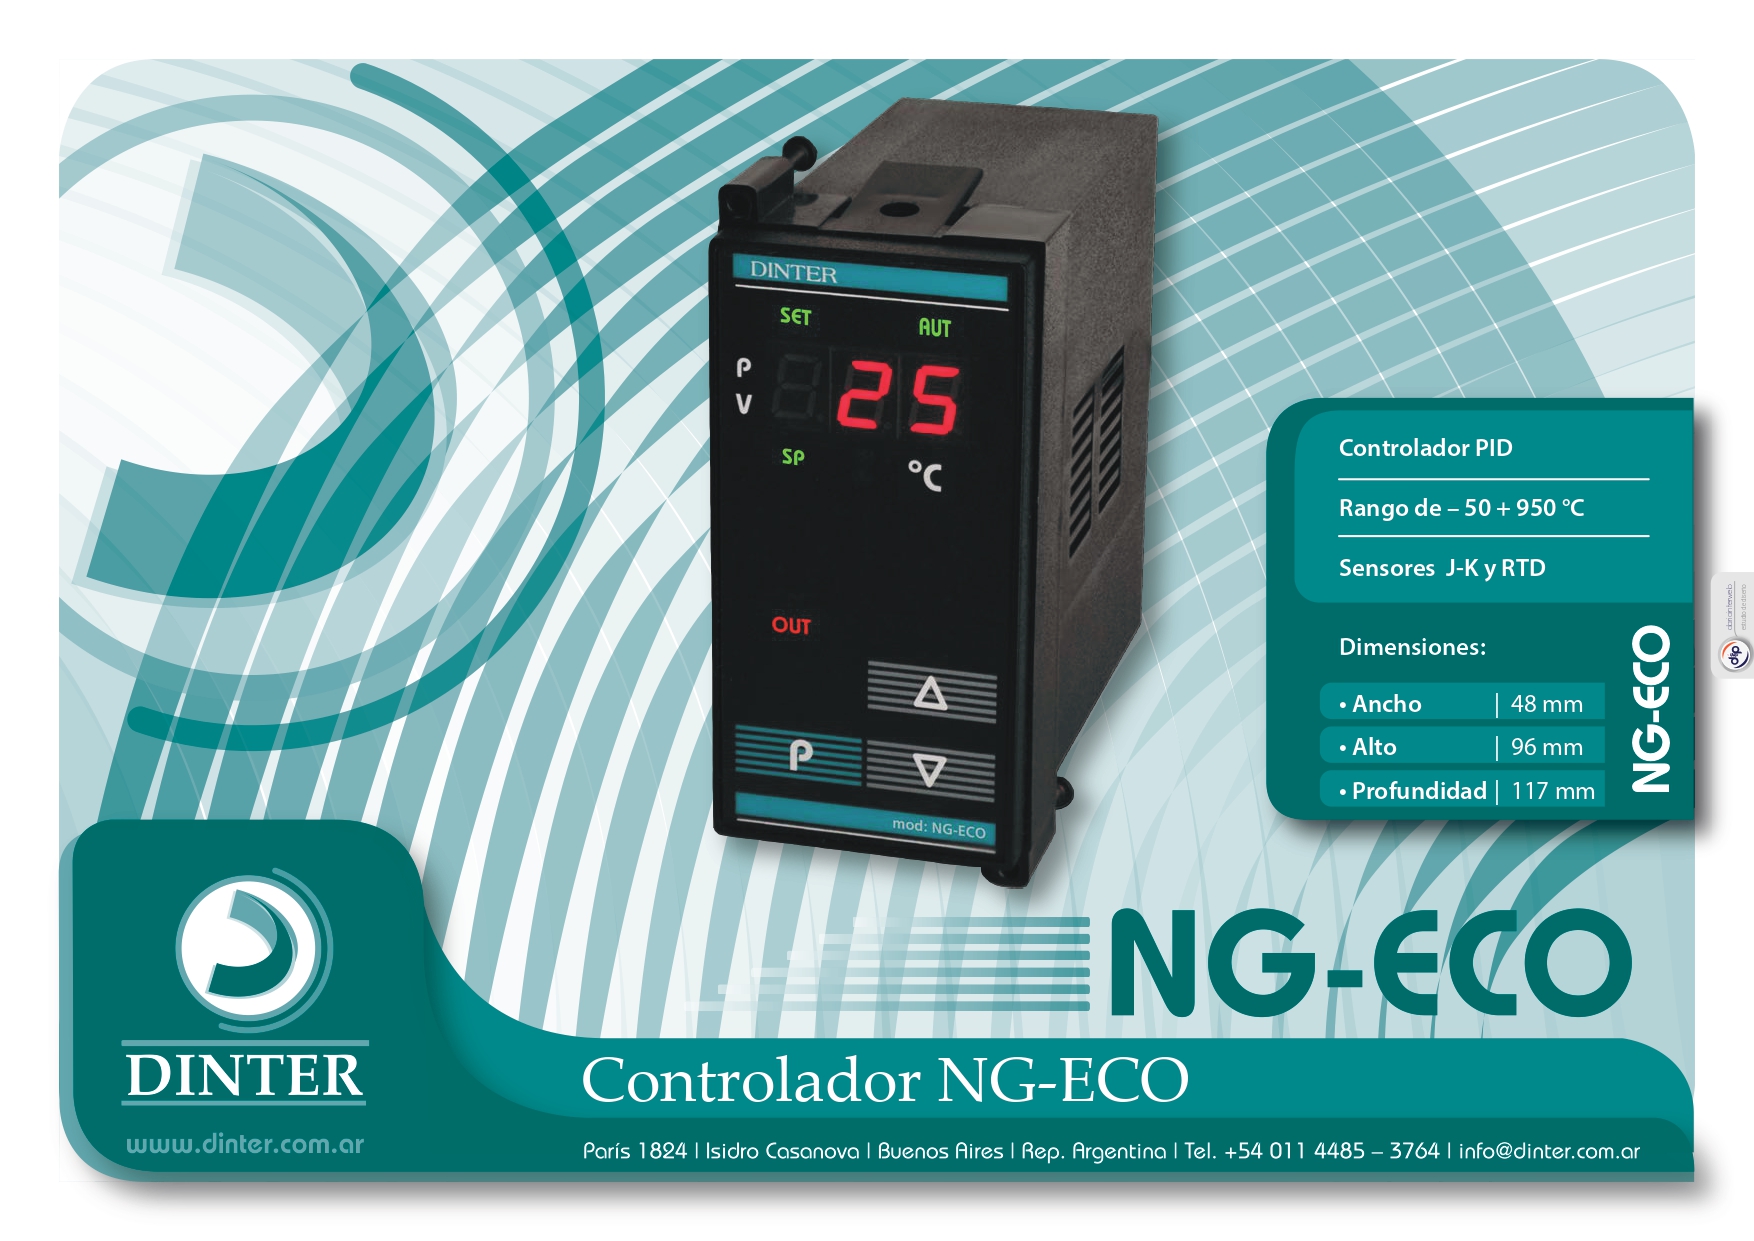 DINTER
SET AUT
P
V
25
SP °C
OUT
P
mod: NG-ECO
Controlador PID
Rango de – 50 + 950 °C
Sensores J-K y RTD
Dimensiones:
• Ancho | 48 mm
• Alto | 96 mm
• Profundidad | 117 mm
NG-ECO
NG-ECO
DINTER
www.dinter.com.ar
Controlador NG-ECO
París 1824 | Isidro Casanova | Buenos Aires | Rep. Argentina | Tel. +54 011 4485 – 3764 | info@dinter.com.ar